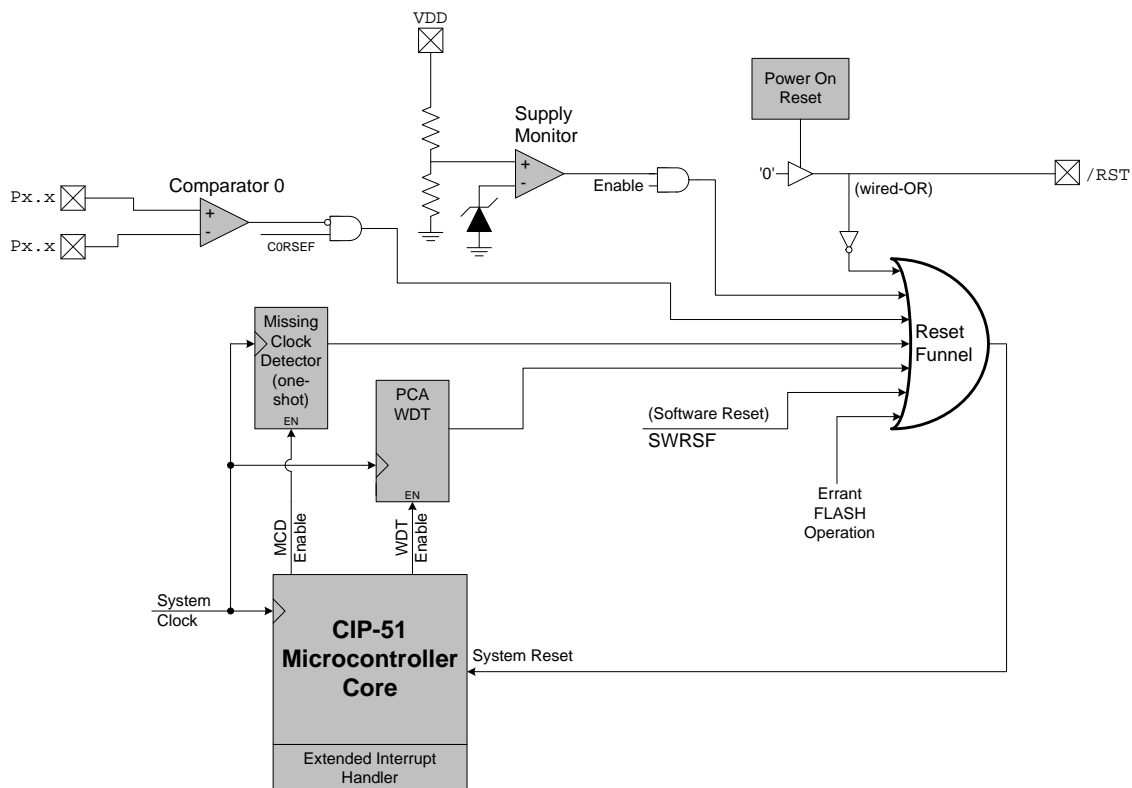 VDD
Power On
Reset
Supply
Monitor
+
-
Enable
'0'
(wired-OR)
/RST
Comparator 0
Px.x
Px.x
+
-
C0RSEF
Missing
Clock
Detector
(one-
shot)
EN
PCA
WDT
EN
Reset
Funnel
(Software Reset)
SWRSF
Errant
FLASH
Operation
MCD
Enable
WDT
Enable
System
Clock
CIP-51
Microcontroller
Core
System Reset
Extended Interrupt
Handler